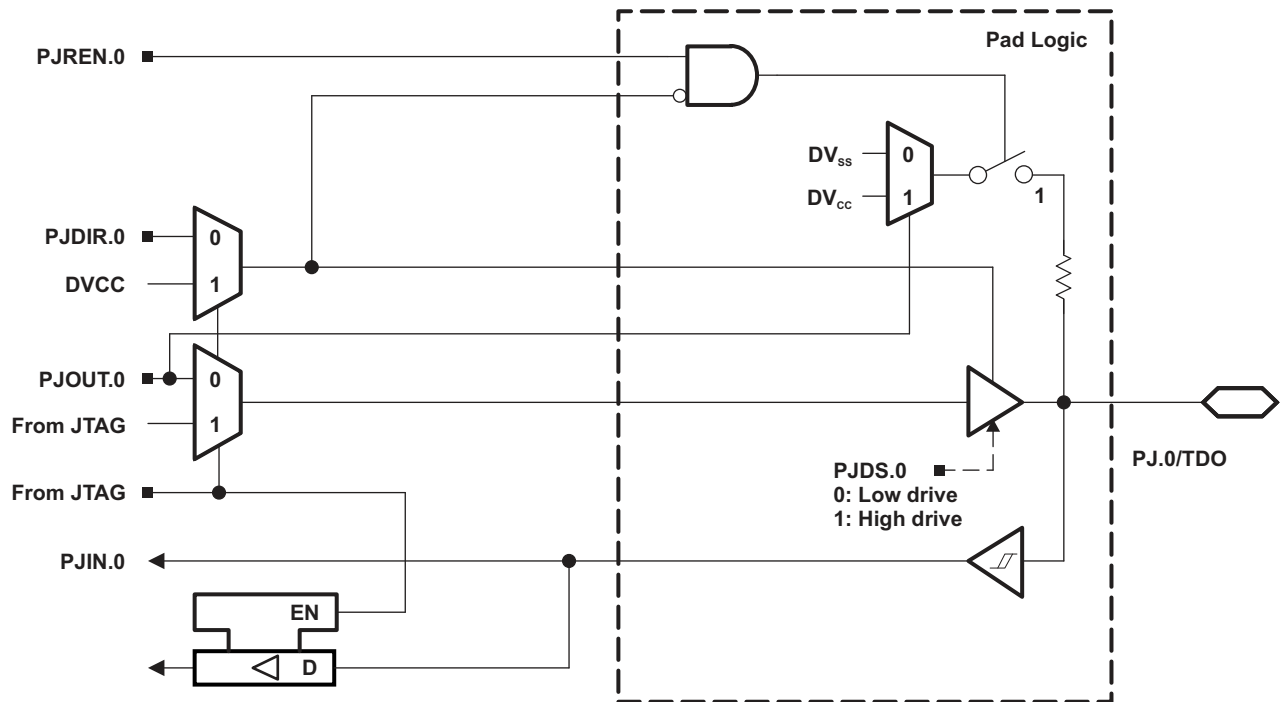 Pad Logic
PJREN.0
DVSS
0
DVCC
1
1
PJDIR.0
0
DVCC
1
PJOUT.0
0
From JTAG
1
PJDS.0
0: Low drive
1: High drive
PJ.0/TDO
From JTAG
PJIN.0
EN
D